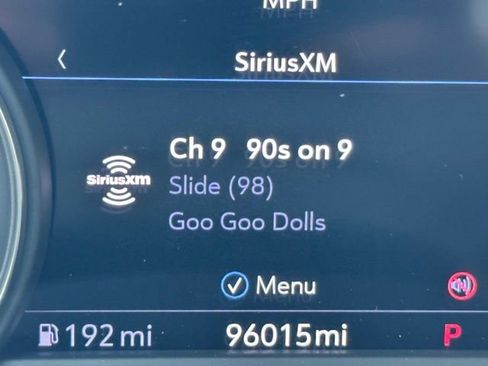 MPH
SiriusXM
Ch 9 90s on 9
SiriusXM
Slide (98)
Goo Goo Dolls
Menu
192 mi 96015mi P